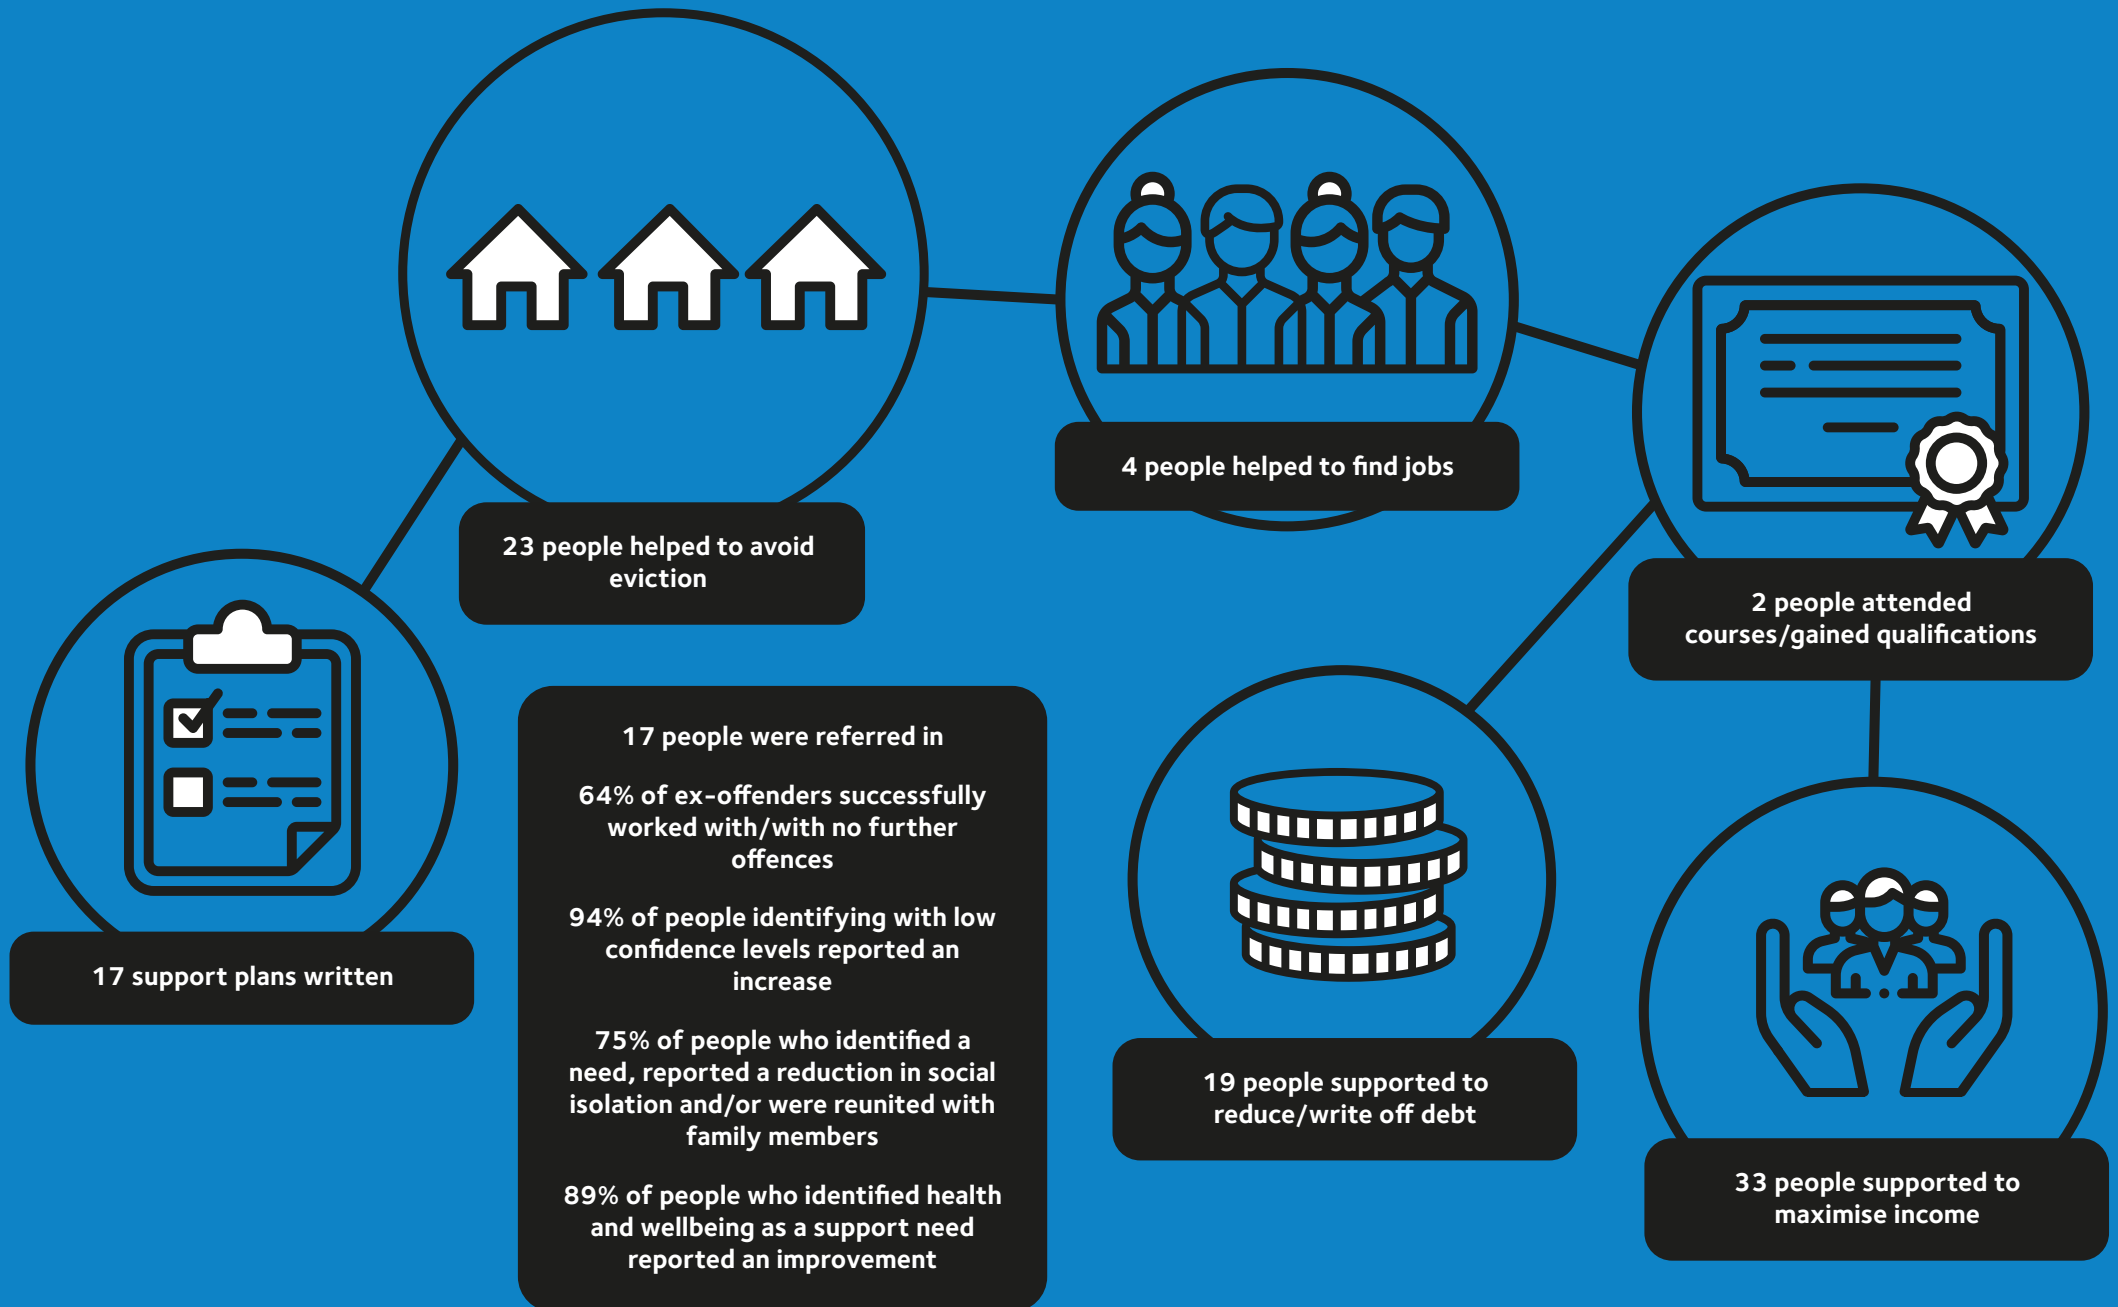 23 people helped to avoid
eviction
4 people helped to find jobs
2 people attended
courses/gained qualifications
17 support plans written
17 people were referred in
64% of ex-offenders successfully
worked with/with no further
offences
94% of people identifying with low
confidence levels reported an
increase
75% of people who identified a
need, reported a reduction in social
isolation and/or were reunited with
family members
89% of people who identified health
and wellbeing as a support need
reported an improvement
19 people supported to
reduce/write off debt
33 people supported to
maximise income